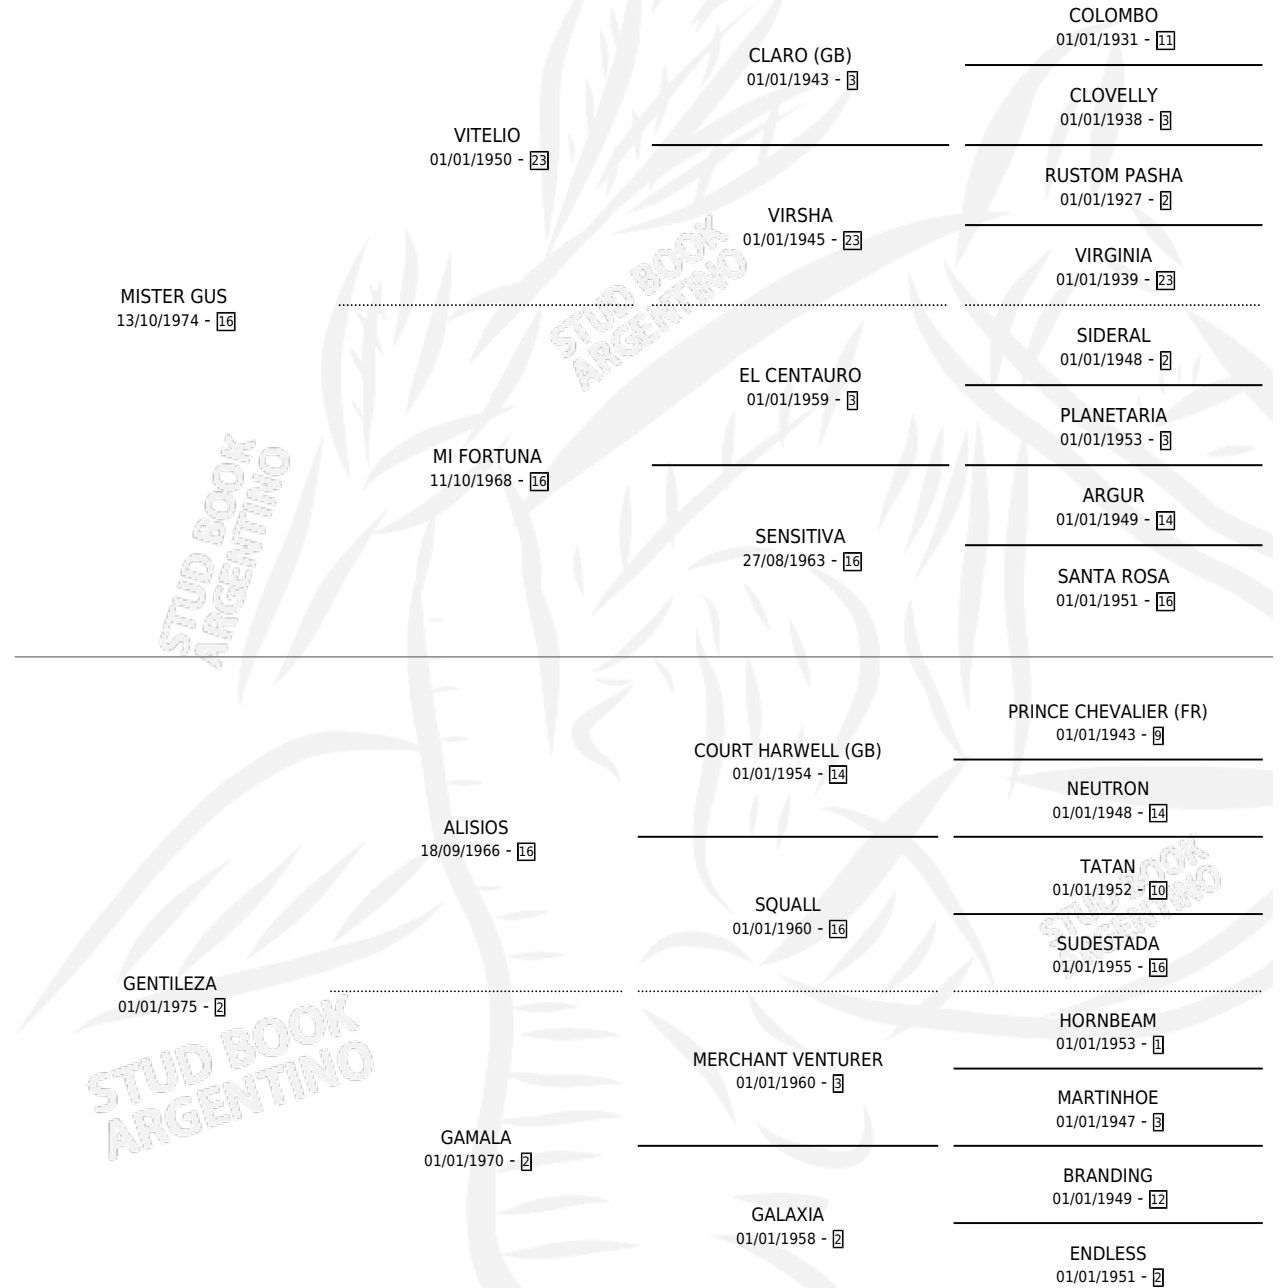 COLOMBO
01/01/1931 - 11
CLARO (GB)
01/01/1943 - 3
CLOVELLY
01/01/1938 - 3
VITELIO
01/01/1950 - 23
RUSTOM PASHA
01/01/1927 - 2
VIRSHA
01/01/1945 - 23
VIRGINIA
01/01/1939 - 23
MISTER GUS
13/10/1974 - 16
SIDERAL
01/01/1948 - 2
EL CENTAURO
01/01/1959 - 3
PLANETARIA
01/01/1953 - 3
MI FORTUNA
11/10/1968 - 16
ARGUR
01/01/1949 - 14
SENSITIVA
27/08/1963 - 16
SANTA ROSA
01/01/1951 - 16
PRINCE CHEVALIER (FR)
01/01/1943 - 9
COURT HARWELL (GB)
01/01/1954 - 14
NEUTRON
01/01/1948 - 14
ALISIOS
18/09/1966 - 16
TATAN
01/01/1952 - 10
SQUALL
01/01/1960 - 16
SUDESTADA
01/01/1955 - 16
GENTILEZA
01/01/1975 - 2
HORNBEAM
01/01/1953 - 1
MERCHANT VENTURER
01/01/1960 - 3
MARTINHOE
01/01/1947 - 3
GAMALA
01/01/1970 - 2
BRANDING
01/01/1949 - 12
GALAXIA
01/01/1958 - 2
ENDLESS
01/01/1951 - 2
STUD BOOK
ARGENTINO
STUD BOOK
ARGENTINO
STUD BOOK
ARGENTINO
STUD BOOK
ARGENTINO